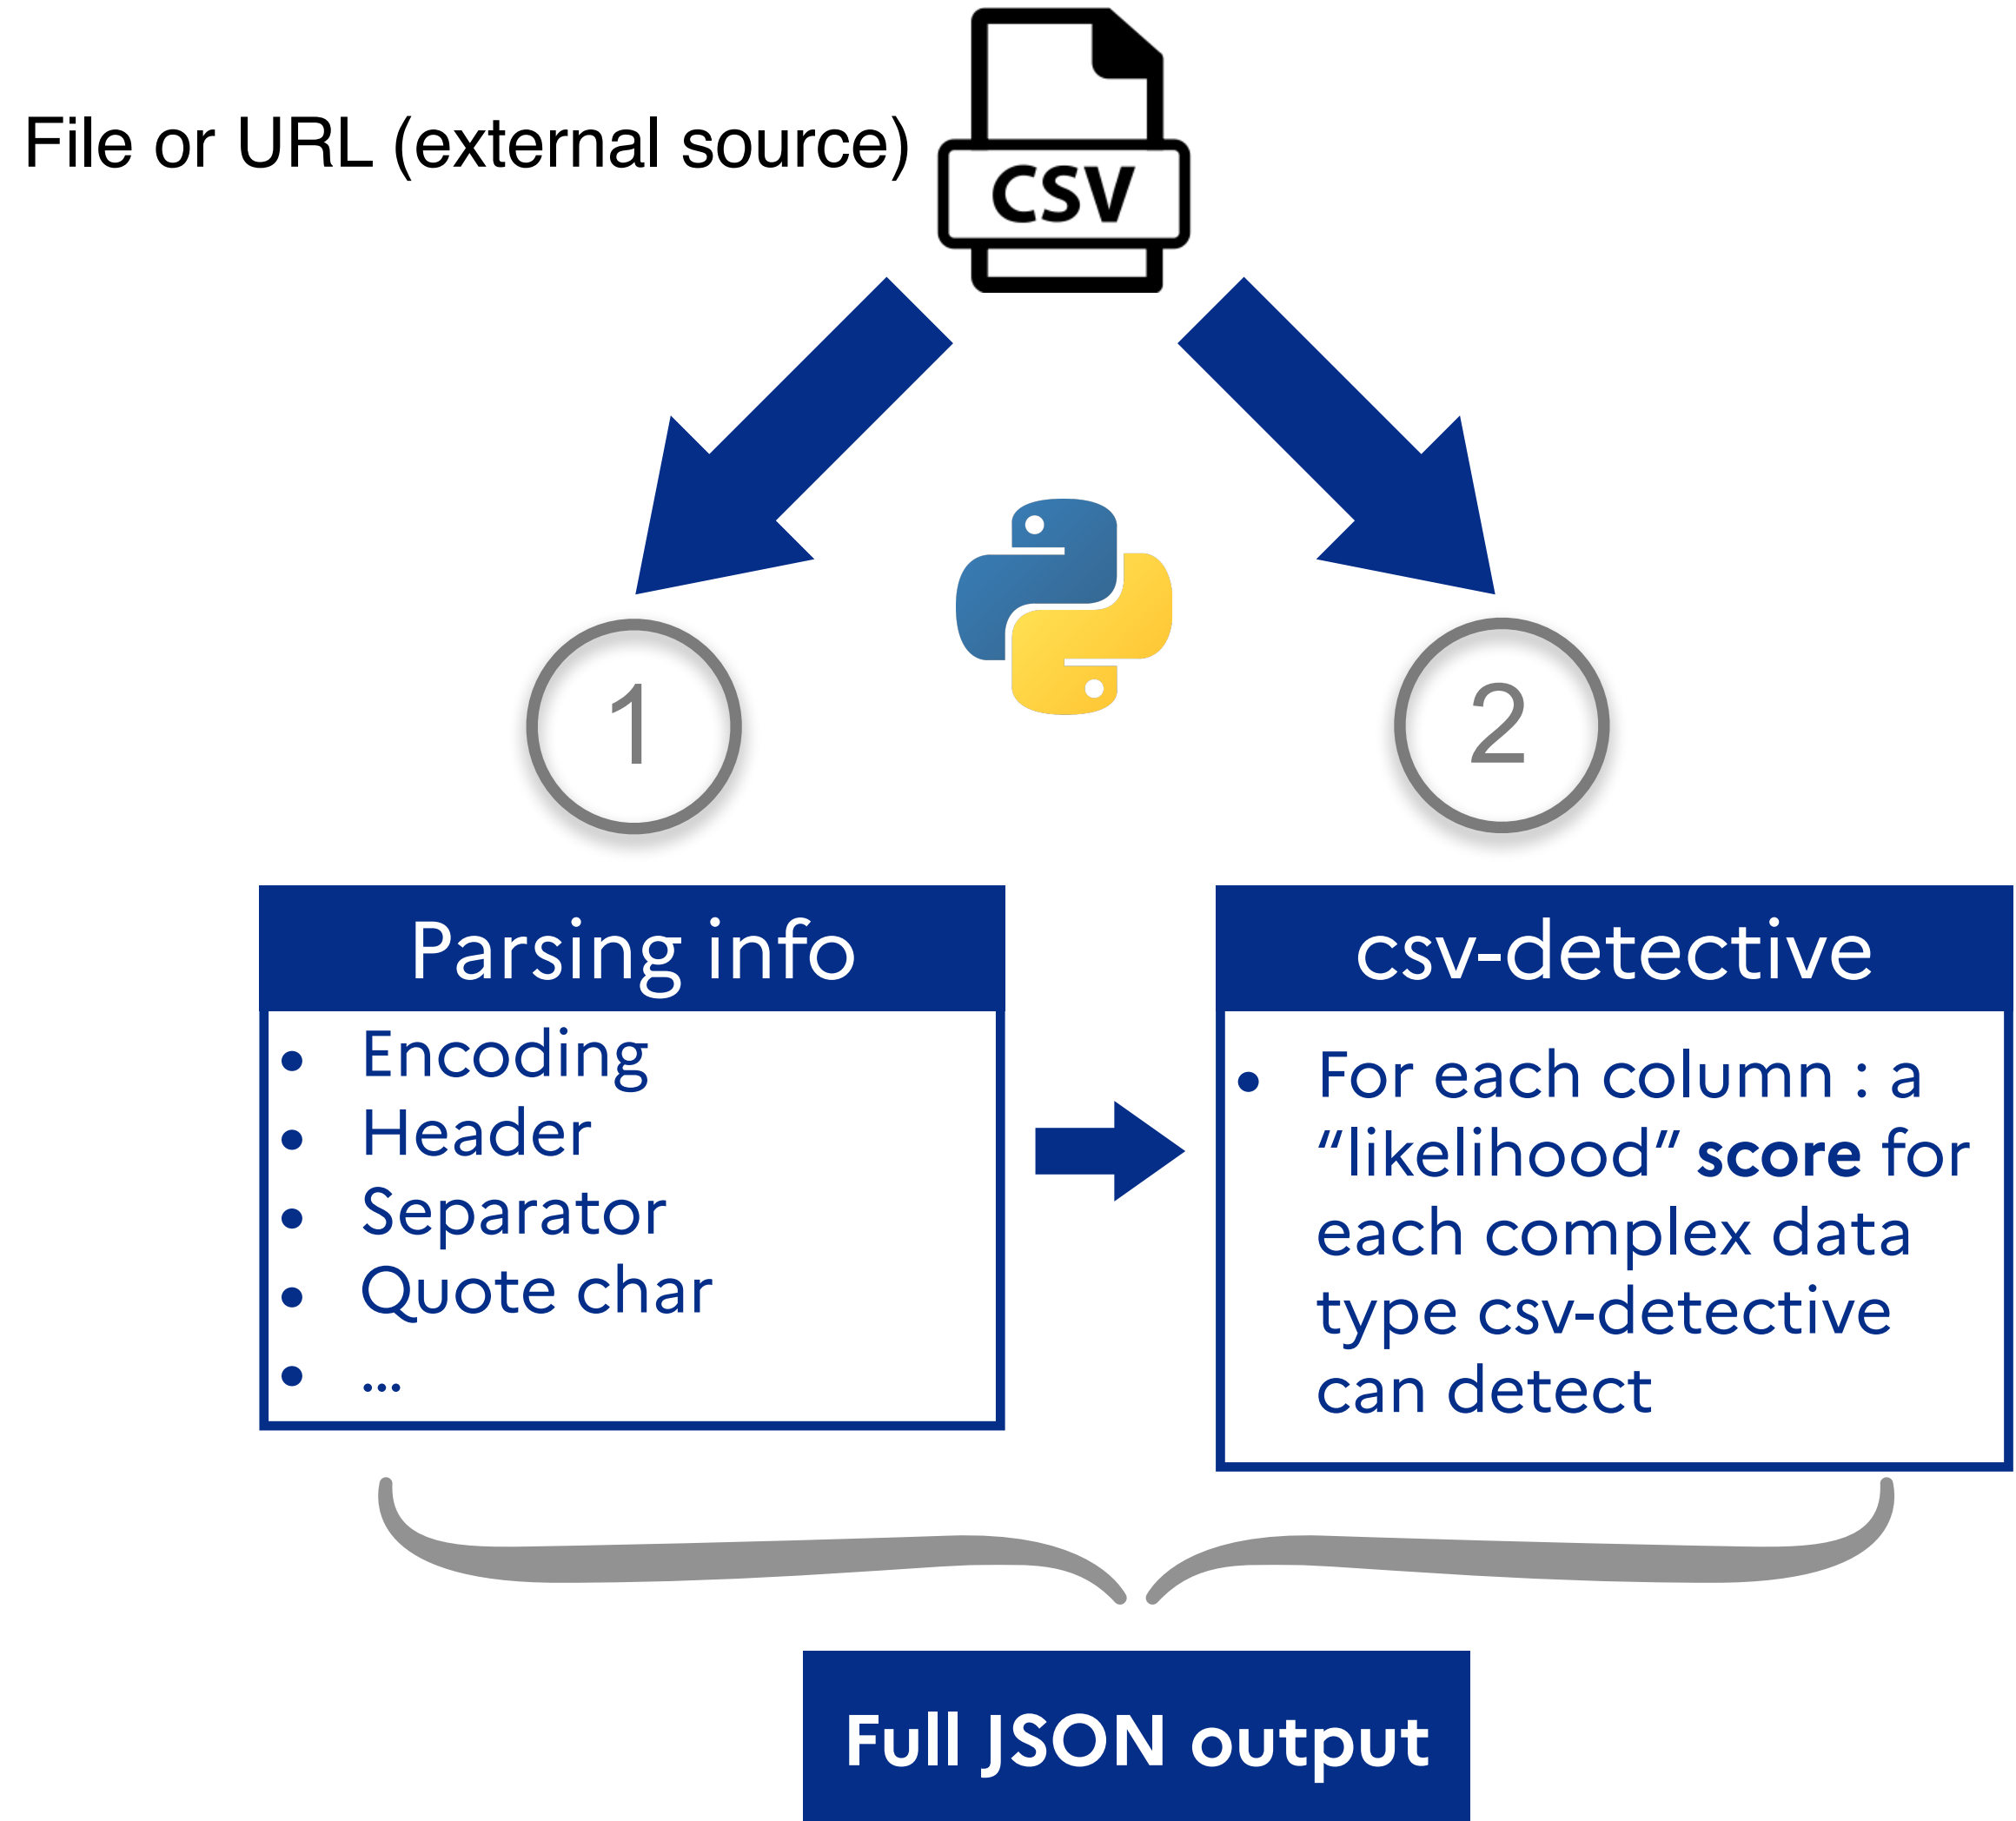 File or URL (external source)
CSV
1
2
Parsing info
• Encoding
• Header
• Separator
• Quote char
• ...
csv-detective
• For each column : a
“likelihood” score for
each complex data
type csv-detective
can detect
Full JSON output